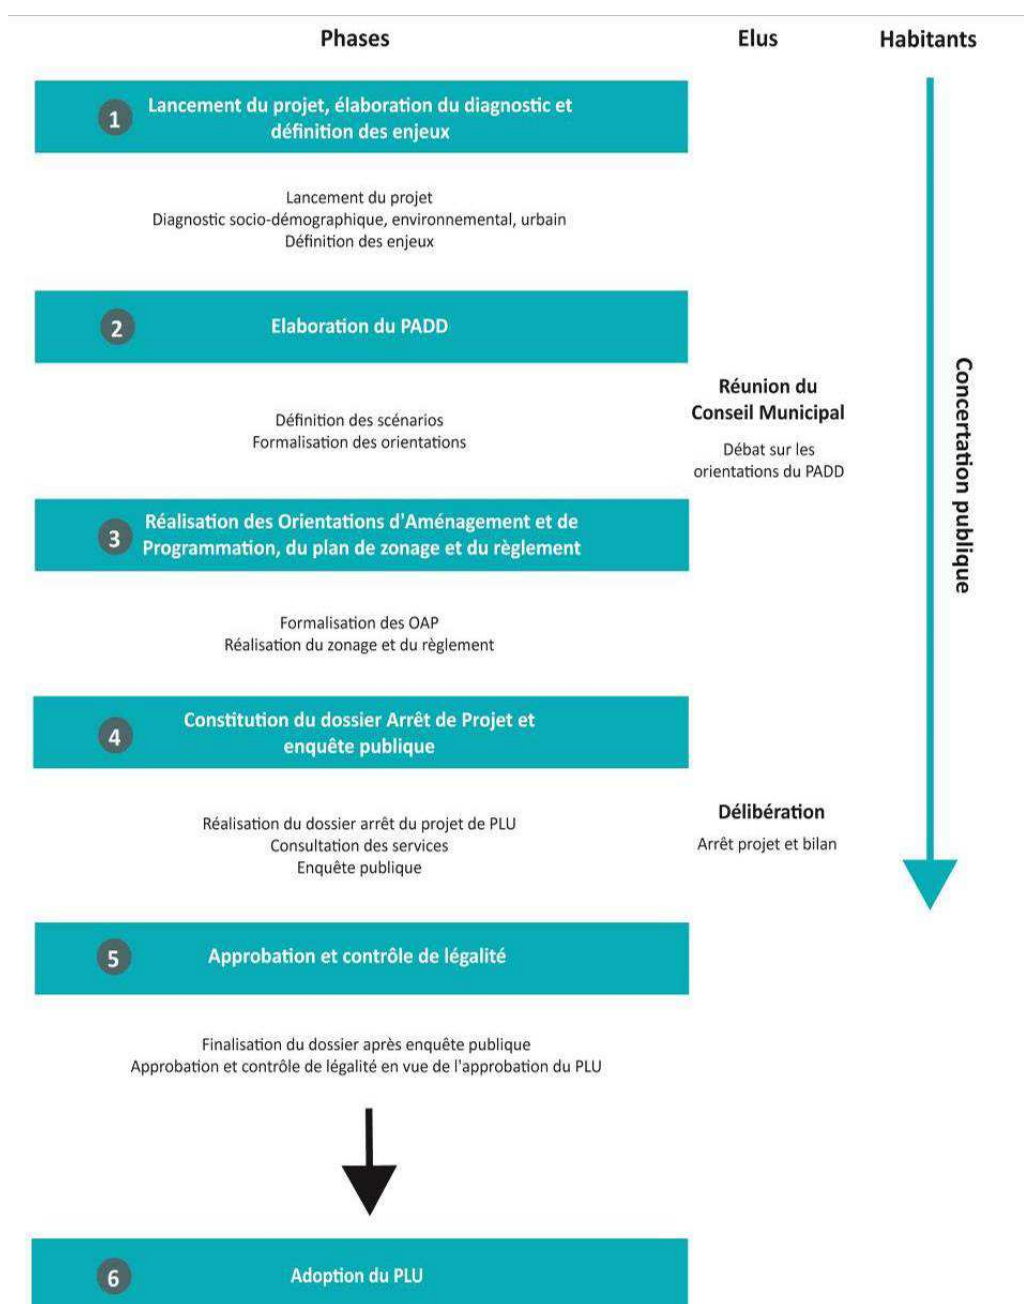 Phases
Elus
Habitants
1
Lancement du projet, élaboration du diagnostic et
définition des enjeux
Lancement du projet
Diagnostic socio-démographique, environnemental, urbain
Définition des enjeux
2
Elaboration du PADD
Définition des scénarios
Formalisation des orientations
Réunion du
Conseil Municipal
Débat sur les
orientations du PADD
Concertation publique
3
Réalisation des Orientations d'Aménagement et de
Programmation, du plan de zonage et du règlement
Formalisation des OAP
Réalisation du zonage et du règlement
4
Constitution du dossier Arrêt de Projet et
enquête publique
Réalisation du dossier arrêt du projet de PLU
Consultation des services
Enquête publique
Délibération
Arrêt projet et bilan
5
Approbation et contrôle de légalité
Finalisation du dossier après enquête publique
Approbation et contrôle de légalité en vue de l'approbation du PLU
6
Adoption du PLU